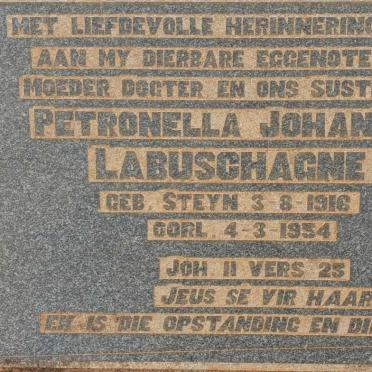 MET LIEFDEVOLLE HERINNERING
AAN MY DIERBARE EGGENOTE
MOEDER DOGTER EN ONS SUST
PETRONELLA JOHAN
LABUSCHAGNE
GEB. STEYN 3-8-1916
OORL. 4-3-1954
JOH 11 VERS 25
JEUS SE VIR HAAR
EK IS DIE OPSTANDING EN DI